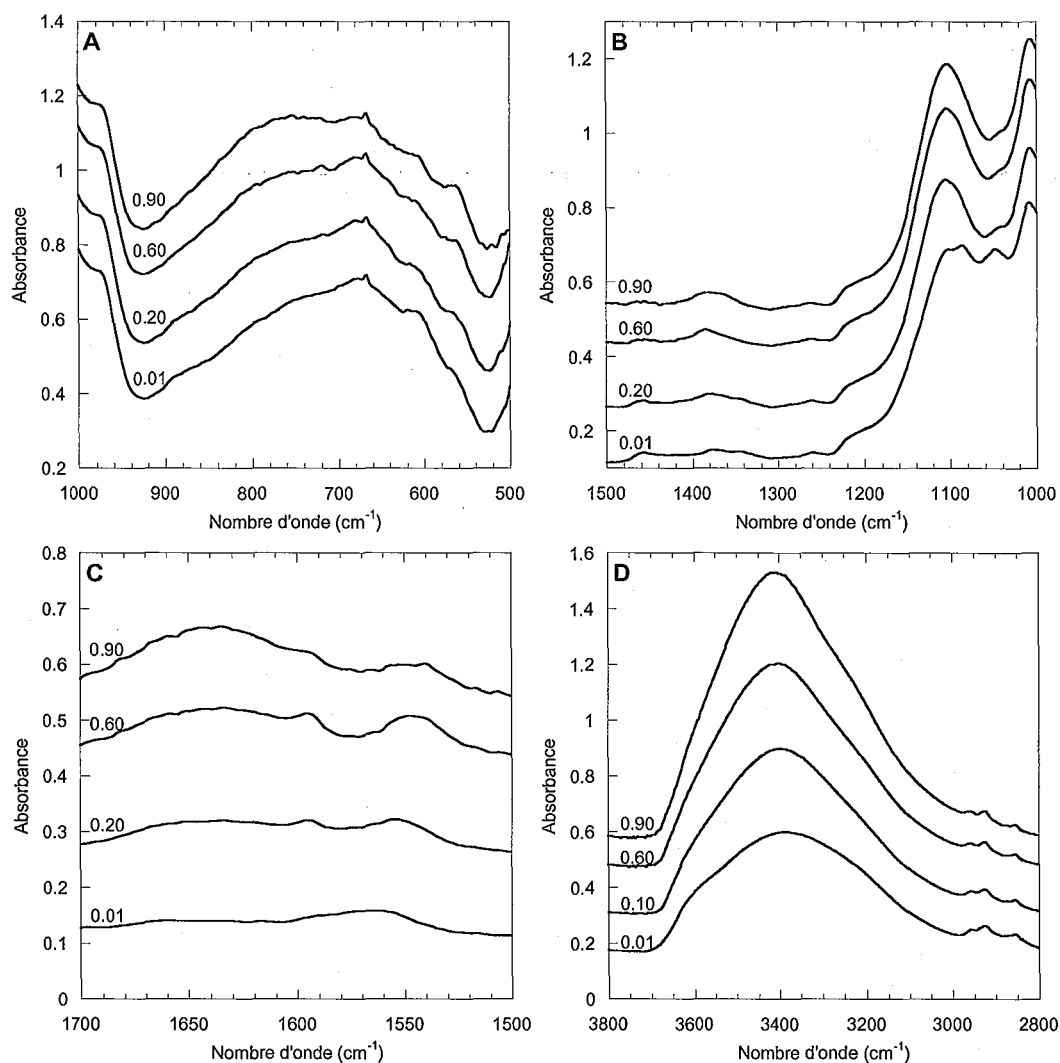 A
1.4
1.2
1
0.8
0.6
0.4
0.2
Absorbance
0.90
0.60
0.20
0.01
1000 900 800 700 600 500
Nombre d'onde (cm⁻¹)
B
1.2
1
0.8
0.6
0.4
0.2
Absorbance
0.90
0.60
0.20
0.01
1500 1400 1300 1200 1100 1000
Nombre d'onde (cm⁻¹)
C
0.8
0.7
0.6
0.5
0.4
0.3
0.2
0.1
0
Absorbance
0.90
0.60
0.20
0.01
1700 1650 1600 1550 1500
Nombre d'onde (cm⁻¹)
D
1.6
1.4
1.2
1
0.8
0.6
0.4
0.2
0
Absorbance
0.90
0.60
0.10
0.01
3800 3600 3400 3200 3000 2800
Nombre d'onde (cm⁻¹)